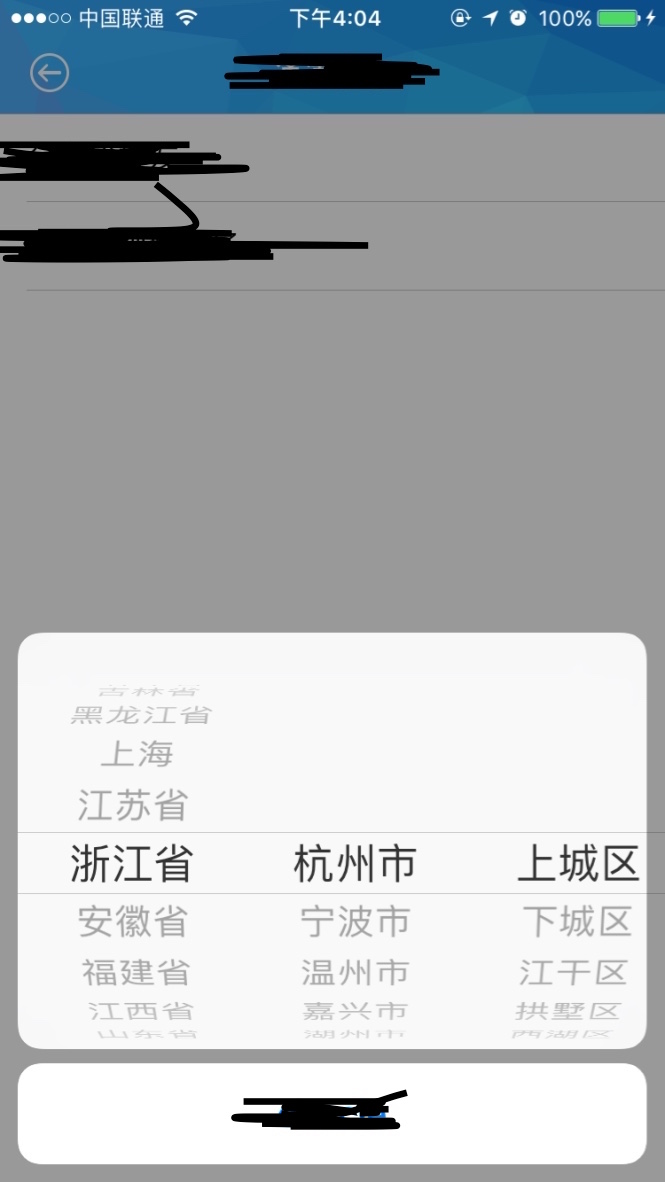 中国联通 下午4:04 100%
吉林省
黑龙江省
上海
江苏省
浙江省 杭州市 上城区
安徽省 宁波市 下城区
福建省 温州市 江干区
江西省 嘉兴市 拱墅区
山东省 湖州市 西湖区